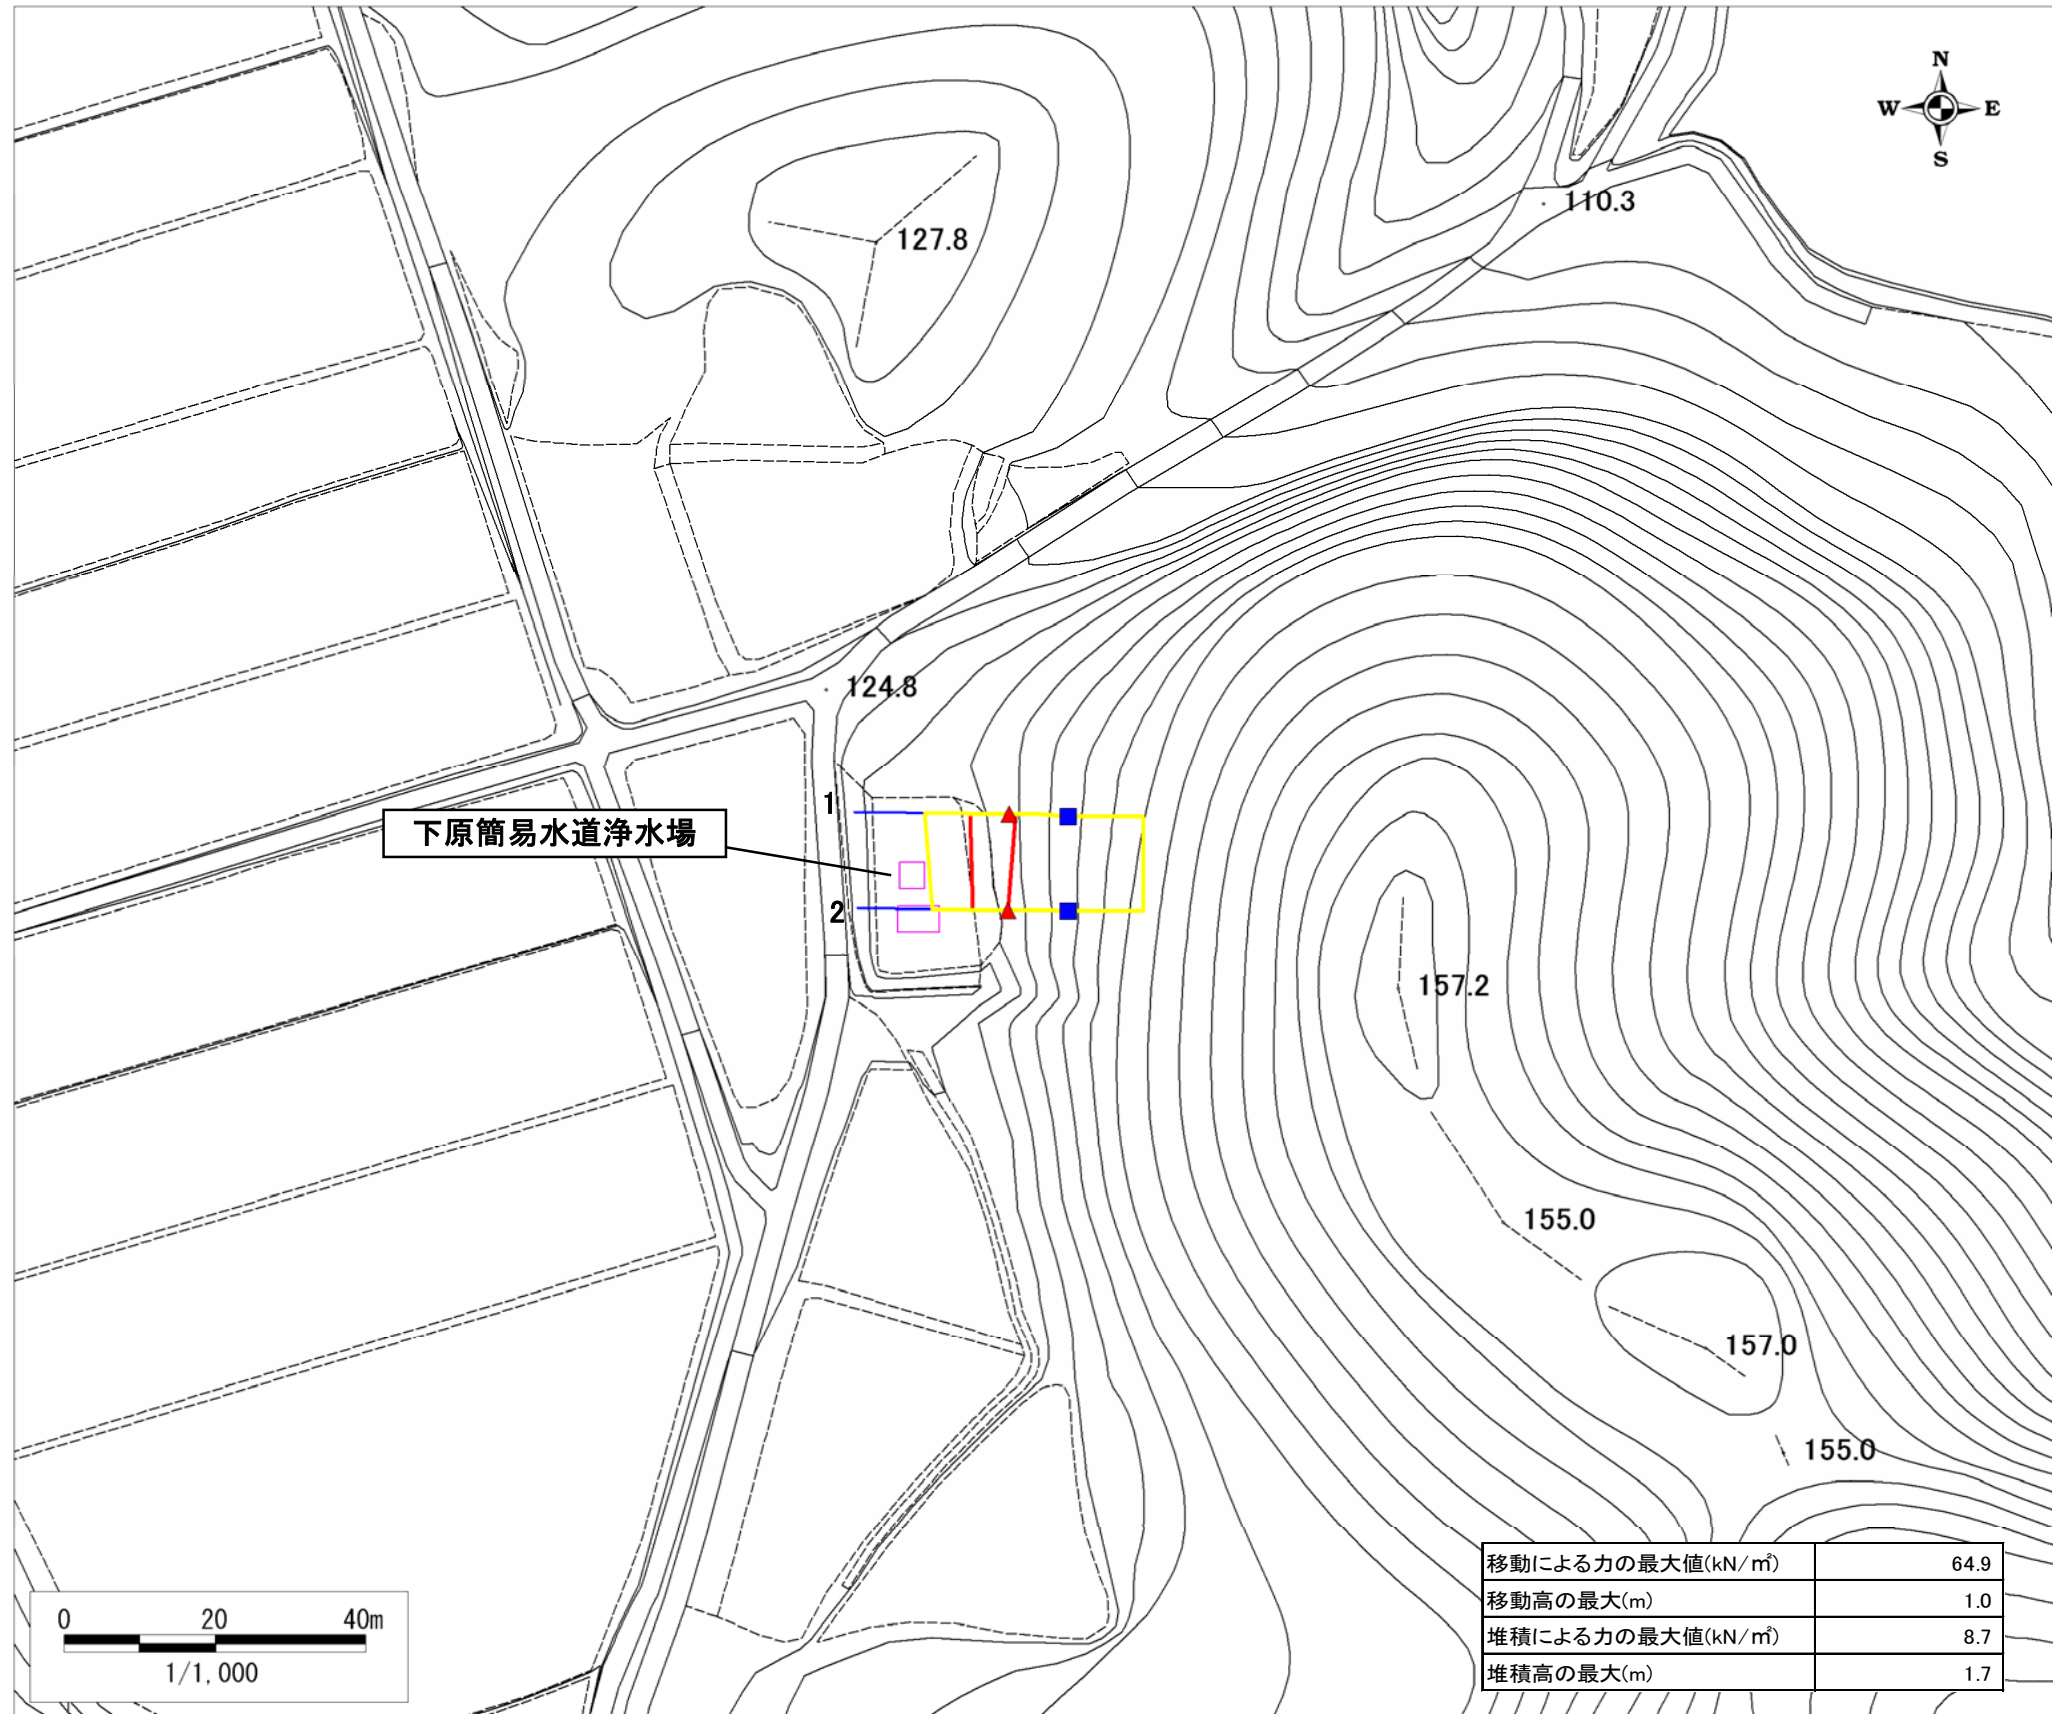 N
W E
S
110.3
127.8
124.8
1
下原簡易水道浄水場
2
157.2
155.0
157.0
155.0
移動による力の最大値(kN/㎡) 64.9
移動高の最大(m) 1.0
堆積による力の最大値(kN/㎡) 8.7
堆積高の最大(m) 1.7
0 20 40m
1/1,000